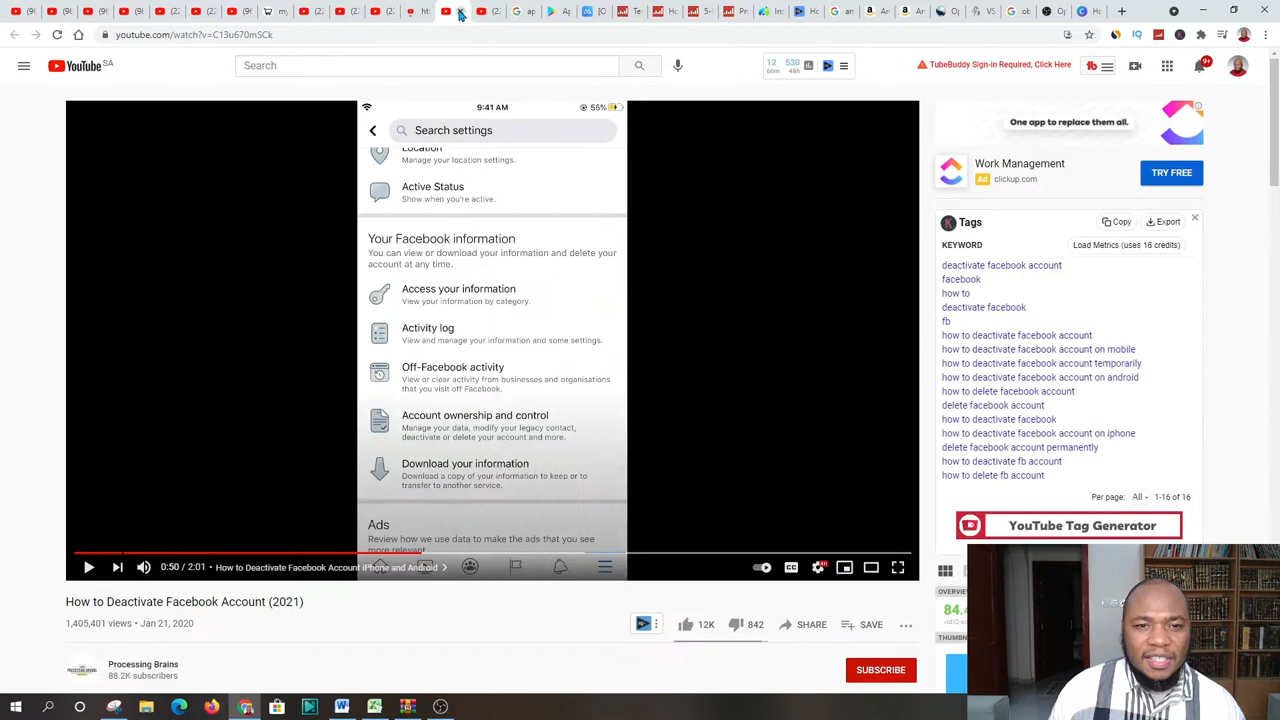 youtube.com/watch?v=C13u670mSCk
YouTube SA
Search
12 530
60m 48h
TubeBuddy Sign-in Required, Click Here
9+
9:41 AM
55%
Search settings
Location
Manage your location settings.
Active Status
Show when you're active.
Your Facebook information
You can view or download your information and delete your
account at any time.
Access your information
View your information by category.
Activity log
View and manage your information and some settings.
Off-Facebook activity
View or clear activity from businesses and organisations
that you visit off Facebook.
Account ownership and control
Manage your data, modify your legacy contact,
deactivate or delete your account and more.
Download your information
Download a copy of your information to keep or to
transfer to another service.
Ads
Review how we use data to make the ads that you see
more relevant.
0:50 / 2:01 • How to Deactivate Facebook Account iPhone and Android
How to Deactivate Facebook Account (2021)
1,405,401 views • Jan 21, 2020
12K
842
SHARE
SAVE
Processing Brains
88.2K subscribers
SUBSCRIBE
One app to replace them all.
Work Management
Ad clickup.com
TRY FREE
Tags
Copy
Export
KEYWORD
Load Metrics (uses 16 credits)
deactivate facebook account
facebook
how to
deactivate facebook
fb
how to deactivate facebook account
how to deactivate facebook account on mobile
how to deactivate facebook account temporarily
how to deactivate facebook account on android
how to delete facebook account
delete facebook account
how to deactivate facebook
how to deactivate facebook account on iphone
delete facebook account permanently
how to deactivate fb account
how to delete fb account
Per page: All
1-16 of 16
YouTube Tag Generator